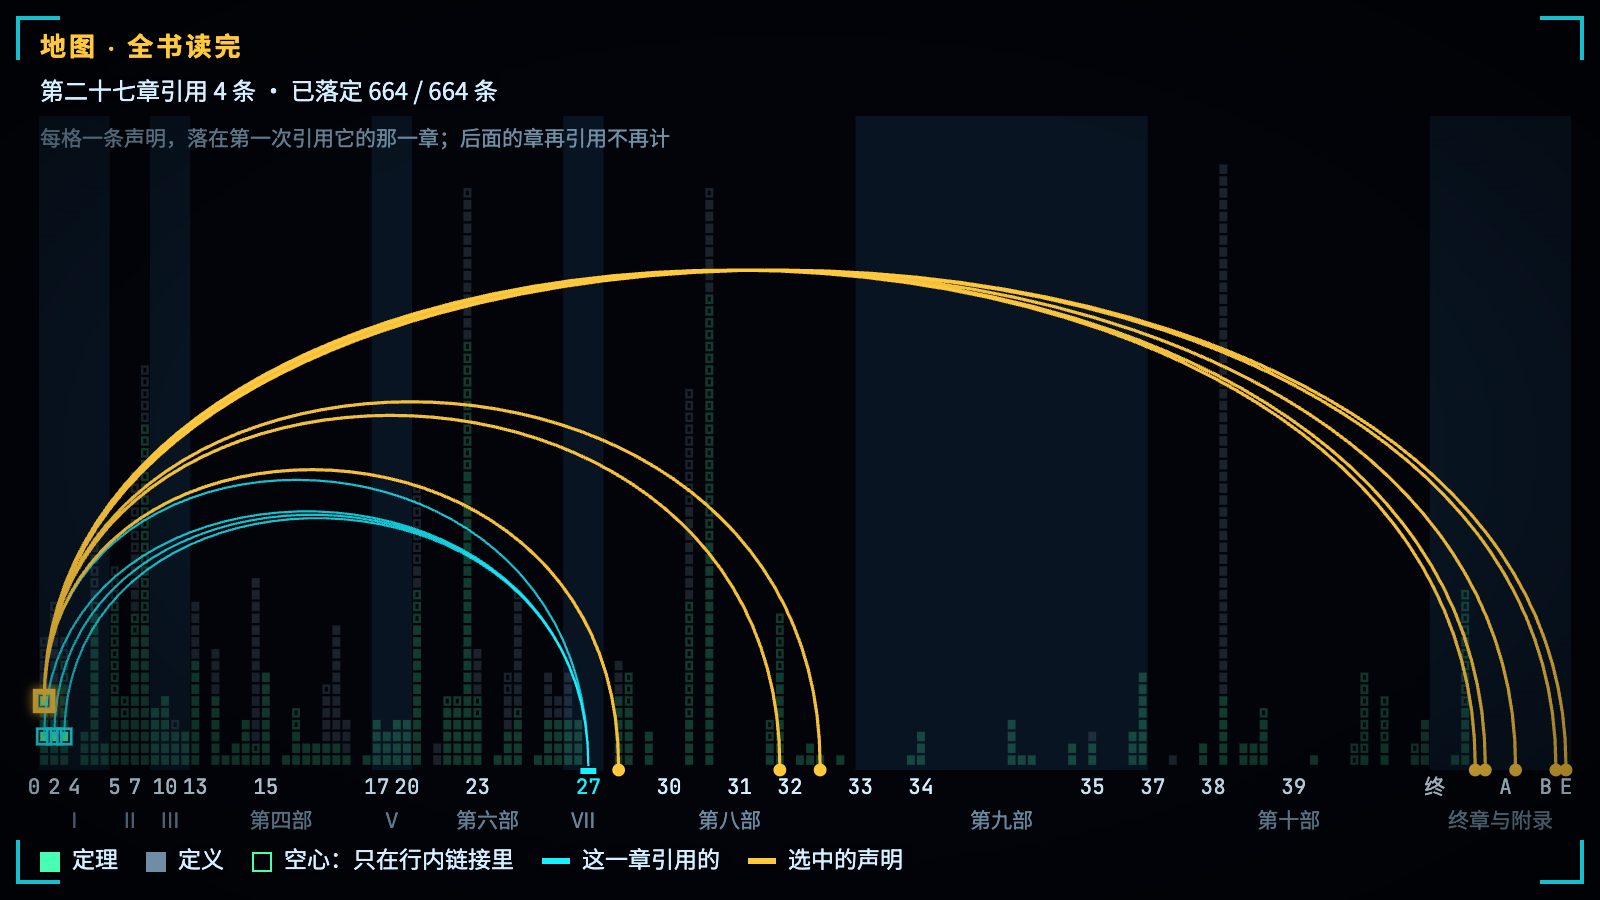 地图 · 全书读完
第二十七章引用 4 条 · 已落定 664 / 664 条
每格一条声明，落在第一次引用它的那一章；后面的章再引用不再计
0 2 4 5 7 10 13 15 17 20 23 27 30 31 32 33 34 35 37 38 39 终 A B E
I II III 第四部 V 第六部 VII 第八部 第九部 第十部 终章与附录
定理 定义 空心：只在行内链接里 这一章引用的 选中的声明